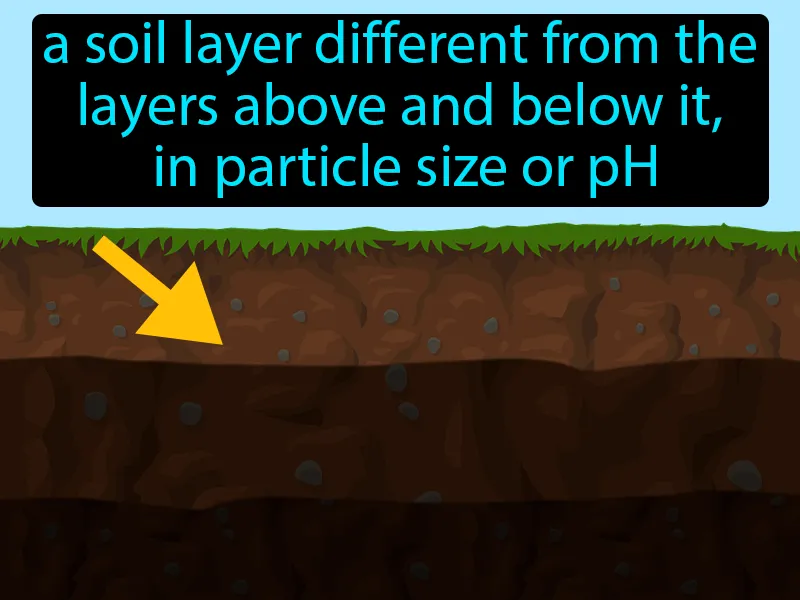 a soil layer different from the
layers above and below it,
in particle size or pH